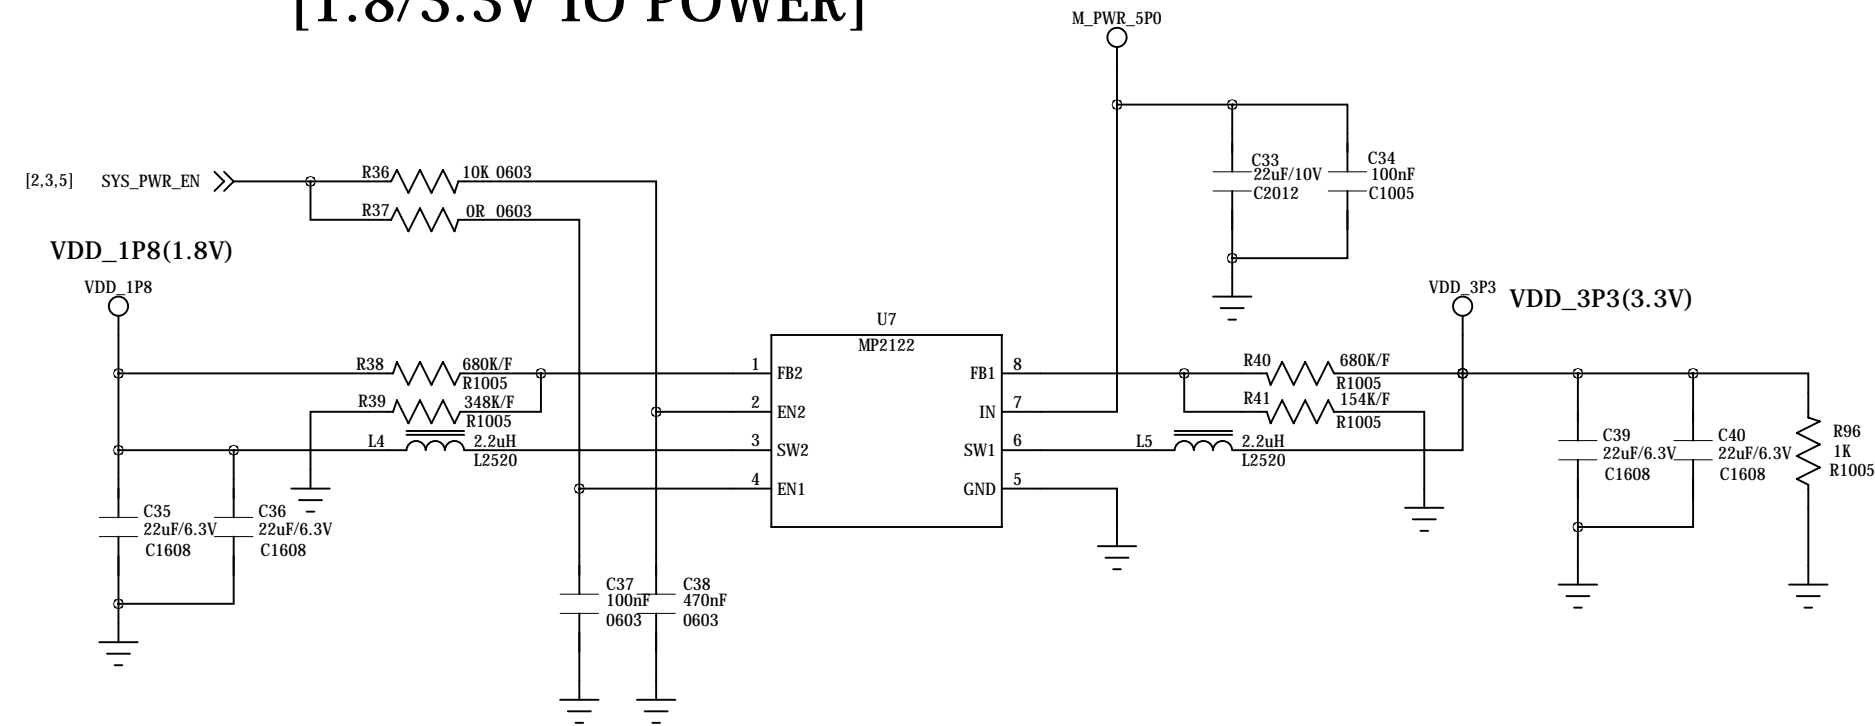 [1.8/3.3V IO POWER]
M_PWR_5P0
C33
22uF/10V
C2012
C34
100nF
C1005
[2,3,5] SYS_PWR_EN
R36 10K 0603
R37 0R 0603
VDD_1P8(1.8V)
VDD_1P8
VDD_3P3 VDD_3P3(3.3V)
U7
MP2122
R38 680K/F
R1005
R39 348K/F
R1005
L4 2.2uH
L2520
1 FB2
2 EN2
3 SW2
4 EN1
FB1 8
IN 7
SW1 6
GND 5
R40 680K/F
R1005
R41 154K/F
R1005
L5 2.2uH
L2520
C35
22uF/6.3V
C1608
C36
22uF/6.3V
C1608
C37
100nF
0603
C38
470nF
0603
C39
22uF/6.3V
C1608
C40
22uF/6.3V
C1608
R96
1K
R1005